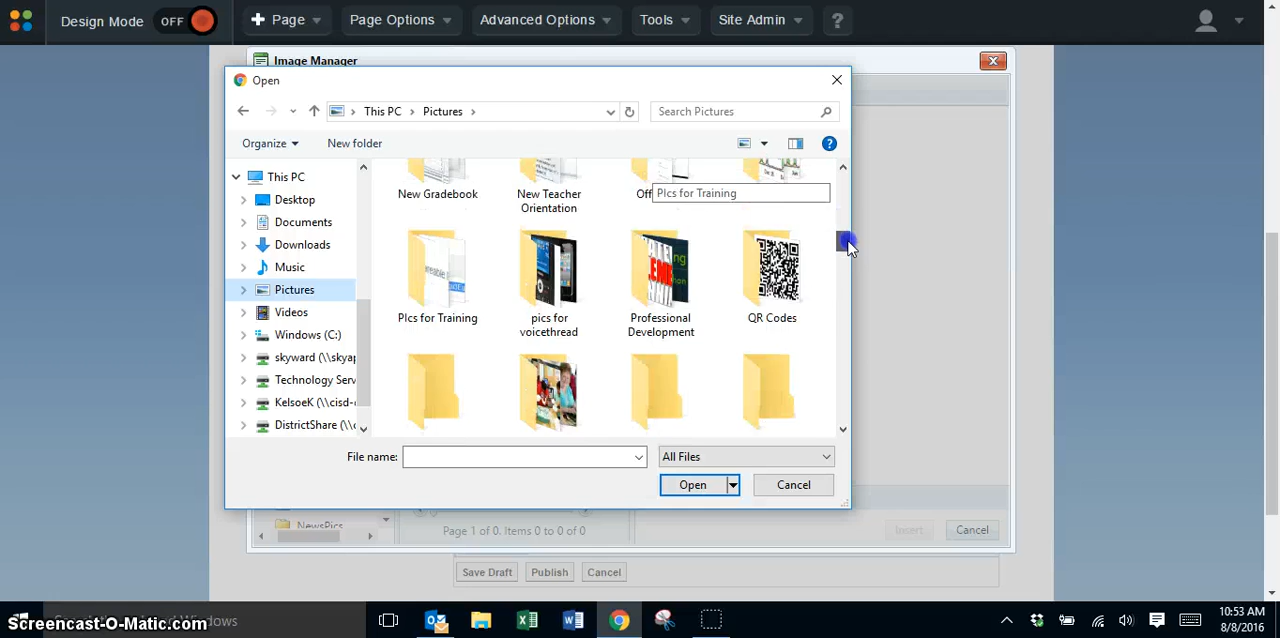 Design Mode OFF + Page Page Options Advanced Options Tools Site Admin ?
Image Manager
Open
This PC Pictures Search Pictures
Organize New folder
This PC
Desktop
Documents
Downloads
Music
Pictures
Videos
Windows (C:)
skyward (\\skya
Technology Serv
KelsoeK (\\cisd-
DistrictShare (\\
New Gradebook
New Teacher
Orientation
Off
PIcs for Training
PIcs for Training
pics for
voicethread
Professional
Development
QR Codes
File name: All Files
Open Cancel
NewsPics
Page 1 of 0. Items 0 to 0 of 0
Insert Cancel
Save Draft Publish Cancel
Windows
Screencast-O-Matic.com
10:53 AM
8/8/2016